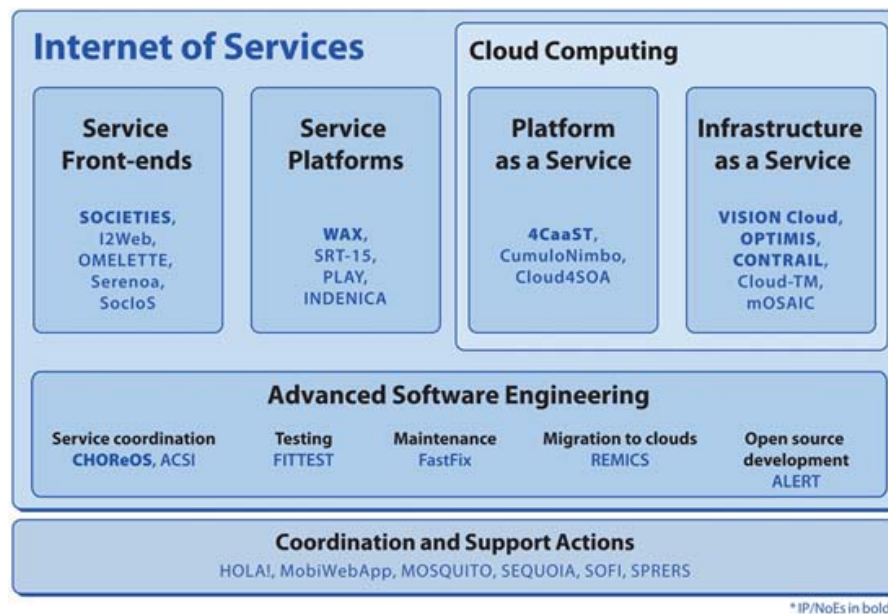 Internet of Services
Cloud Computing
Service
Front-ends
SOCIETIES,
I2Web,
OMELETTE,
Serenoa,
SocIoS
Service
Platforms
WAX,
SRT-15,
PLAY,
INDENICA
Platform
as a Service
4CaaST,
CumuloNimbo,
Cloud4SOA
Infrastructure
as a Service
VISION Cloud,
OPTIMIS,
CONTRAIL,
Cloud-TM,
mOSAIC
Advanced Software Engineering
Service coordination
CHOReOS, ACSI
Testing
FITTEST
Maintenance
FastFix
Migration to clouds
REMICS
Open source
development
ALERT
Coordination and Support Actions
HOLA!, MobiWebApp, MOSQUITO, SEQUOIA, SOFI, SPRERS
* IP/NoEs in bold